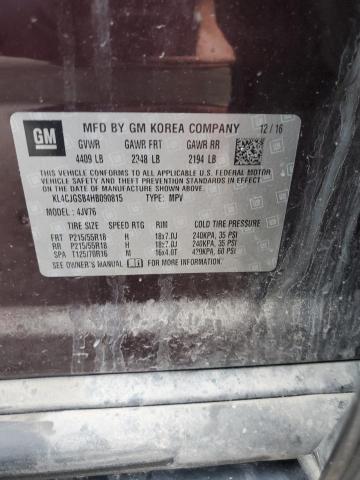 GM
MFD BY GM KOREA COMPANY 12/16
GVWR GAWR FRT GAWR RR
4409 LB 2348 LB 2194 LB
THIS VEHICLE CONFORMS TO ALL APPLICABLE U.S. FEDERAL
MOTOR VEHICLE SAFETY, BUMPER, AND THEFT PREVENTION
STANDARDS IN EFFECT ON THE DATE OF MANUFACTURE SHOWN ABOVE.
KL4CJGSB4HB090815 TYPE: MPV
MODEL: 4JV76
TIRE SIZE SPEED RTG RIM COLD TIRE PRESSURE
FRT P215/55R18 H 18x7.0J 240KPA, 35 PSI
RR P215/55R18 H 18x7.0J 240KPA, 35 PSI
SPA T125/70R16 M 16x4.0T 420KPA, 60 PSI
SEE OWNER'S MANUAL FOR MORE INFORMATION.